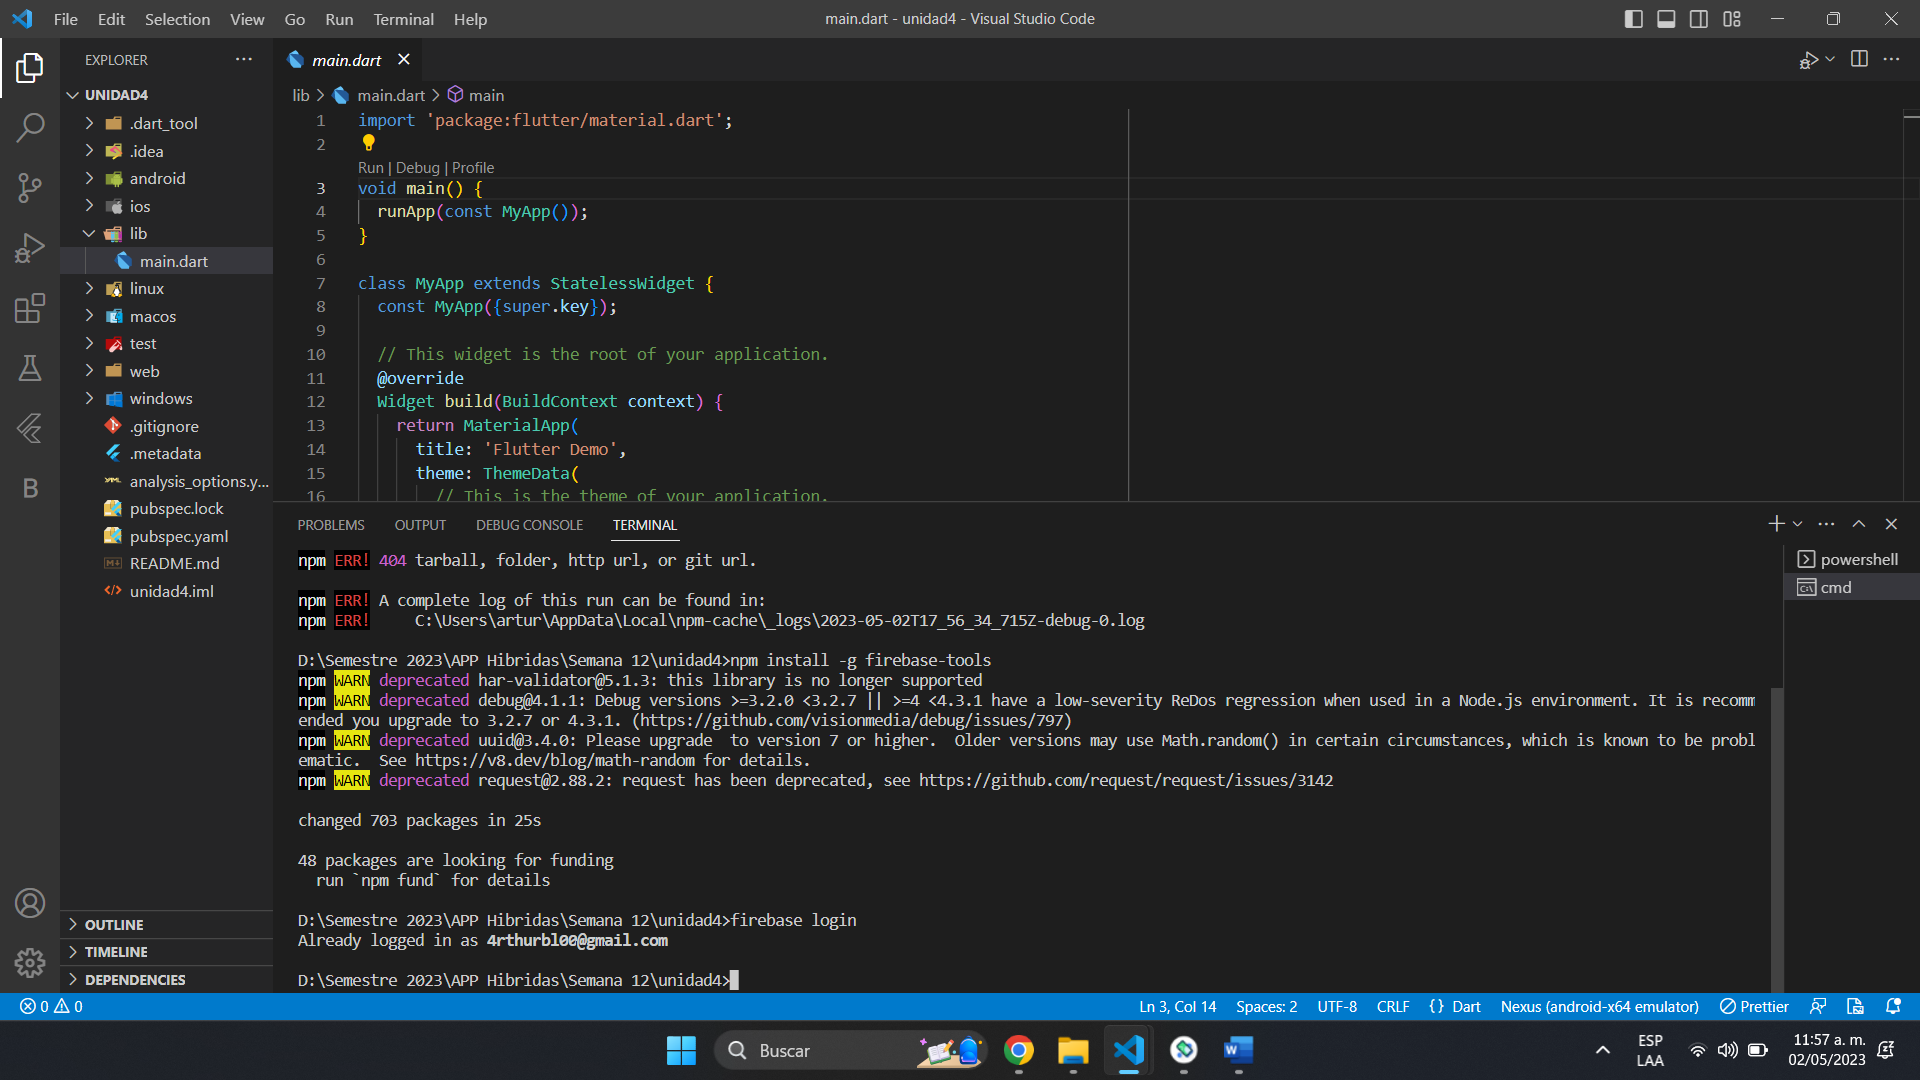 File Edit Selection View Go Run Terminal Help
main.dart - unidad4 - Visual Studio Code
EXPLORER
UNIDAD4
.dart_tool
.idea
android
ios
lib
main.dart
linux
macos
test
web
windows
.gitignore
.metadata
analysis_options.y...
pubspec.lock
pubspec.yaml
README.md
unidad4.iml
OUTLINE
TIMELINE
DEPENDENCIES
main.dart
lib > main.dart > main
1 import 'package:flutter/material.dart';
2
Run | Debug | Profile
3 void main() {
4 runApp(const MyApp());
5 }
6
7 class MyApp extends StatelessWidget {
8 const MyApp({super.key});
9
10 // This widget is the root of your application.
11 @override
12 Widget build(BuildContext context) {
13 return MaterialApp(
14 title: 'Flutter Demo',
15 theme: ThemeData(
16 // This is the theme of your application.
PROBLEMS OUTPUT DEBUG CONSOLE TERMINAL
npm ERR! 404 tarball, folder, http url, or git url.
npm ERR! A complete log of this run can be found in:
npm ERR! C:\Users\artur\AppData\Local\npm-cache\_logs\2023-05-02T17_56_34_715Z-debug-0.log
D:\Semestre 2023\APP Hibridas\Semana 12\unidad4>npm install -g firebase-tools
npm WARN deprecated har-validator@5.1.3: this library is no longer supported
npm WARN deprecated debug@4.1.1: Debug versions >=3.2.0 <3.2.7 || >=4 <4.3.1 have a low-severity ReDos regression when used in a Node.js environment. It is recomm
ended you upgrade to 3.2.7 or 4.3.1. (https://github.com/visionmedia/debug/issues/797)
npm WARN deprecated uuid@3.4.0: Please upgrade  to version 7 or higher.  Older versions may use Math.random() in certain circumstances, which is known to be probl
ematic.  See https://v8.dev/blog/math-random for details.
npm WARN deprecated request@2.88.2: request has been deprecated, see https://github.com/request/request/issues/3142
changed 703 packages in 25s
48 packages are looking for funding
run `npm fund` for details
D:\Semestre 2023\APP Hibridas\Semana 12\unidad4>firebase login
Already logged in as 4rthurbl00@gmail.com
D:\Semestre 2023\APP Hibridas\Semana 12\unidad4>
powershell
cmd
0 0
Ln 3, Col 14 Spaces: 2 UTF-8 CRLF {} Dart Nexus (android-x64 emulator) Prettier
Buscar
ESP
LAA
11:57 a. m.
02/05/2023